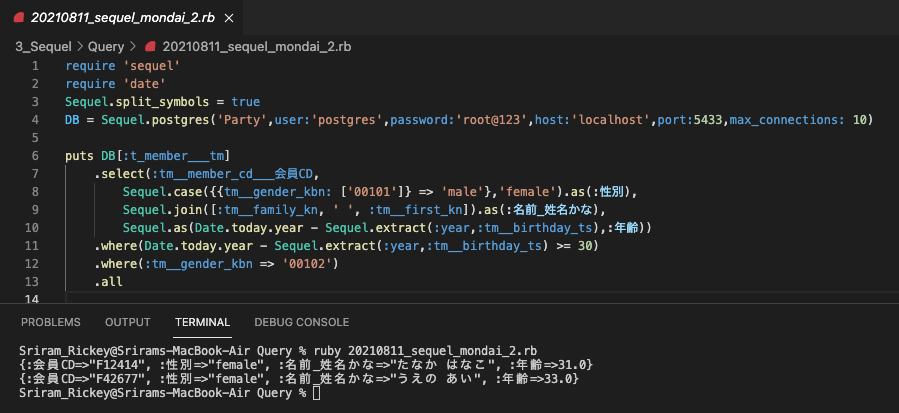 20210811_sequel_mondai_2.rb ×
3_Sequel > Query > 20210811_sequel_mondai_2.rb
1 require 'sequel'
2 require 'date'
3 Sequel.split_symbols = true
4 DB = Sequel.postgres('Party',user:'postgres',password:'root@123',host:'localhost',port:5433,max_connections: 10)
5
6 puts DB[:t_member___tm]
7 .select(:tm__member_cd___会員CD,
8 Sequel.case({{tm__gender_kbn: ['00101']} => 'male'},'female').as(:性別),
9 Sequel.join([:tm__family_kn, ' ', :tm__first_kn]).as(:名前_姓名かな),
10 Sequel.as(Date.today.year - Sequel.extract(:year,:tm__birthday_ts),:年齢))
11 .where(Date.today.year - Sequel.extract(:year,:tm__birthday_ts) >= 30)
12 .where(:tm__gender_kbn => '00102')
13 .all
14
PROBLEMS OUTPUT TERMINAL DEBUG CONSOLE
Sriram_Rickey@Srirams-MacBook-Air Query % ruby 20210811_sequel_mondai_2.rb
{:会員CD=>"F12414", :性別=>"female", :名前_姓名かな=>"たなか はなこ", :年齢=>31.0}
{:会員CD=>"F42677", :性別=>"female", :名前_姓名かな=>"うえの あい", :年齢=>33.0}
Sriram_Rickey@Srirams-MacBook-Air Query %